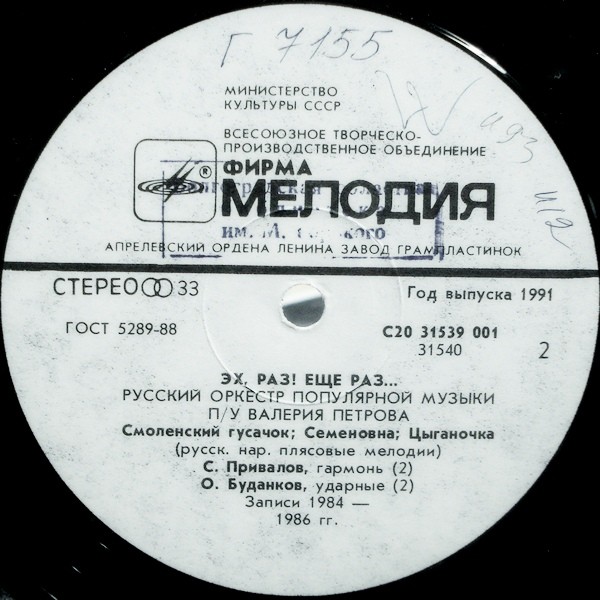 Г 7155
МИНИСТЕРСТВО
КУЛЬТУРЫ СССР
ВСЕСОЮЗНОЕ ТВОРЧЕСКО-
ПРОИЗВОДСТВЕННОЕ ОБЪЕДИНЕНИЕ
®
ФИРМА
МЕЛОДИЯ
им. М.
АПРЕЛЕВСКИЙ ОРДЕНА ЛЕНИНА ЗАВОД ГРАМПЛАСТИНОК
СТЕРЕО 33
Год выпуска 1991
ГОСТ 5289-88
С20 31539 001
31540
2
ЭХ, РАЗ! ЕЩЕ РАЗ...
РУССКИЙ ОРКЕСТР ПОПУЛЯРНОЙ МУЗЫКИ
П/У ВАЛЕРИЯ ПЕТРОВА
Смоленский гусачок; Семеновна; Цыганочка
(русск. нар. плясовые мелодии)
С. Привалов, гармонь (2)
О. Буданков, ударные (2)
Записи 1984 —
1986 гг.